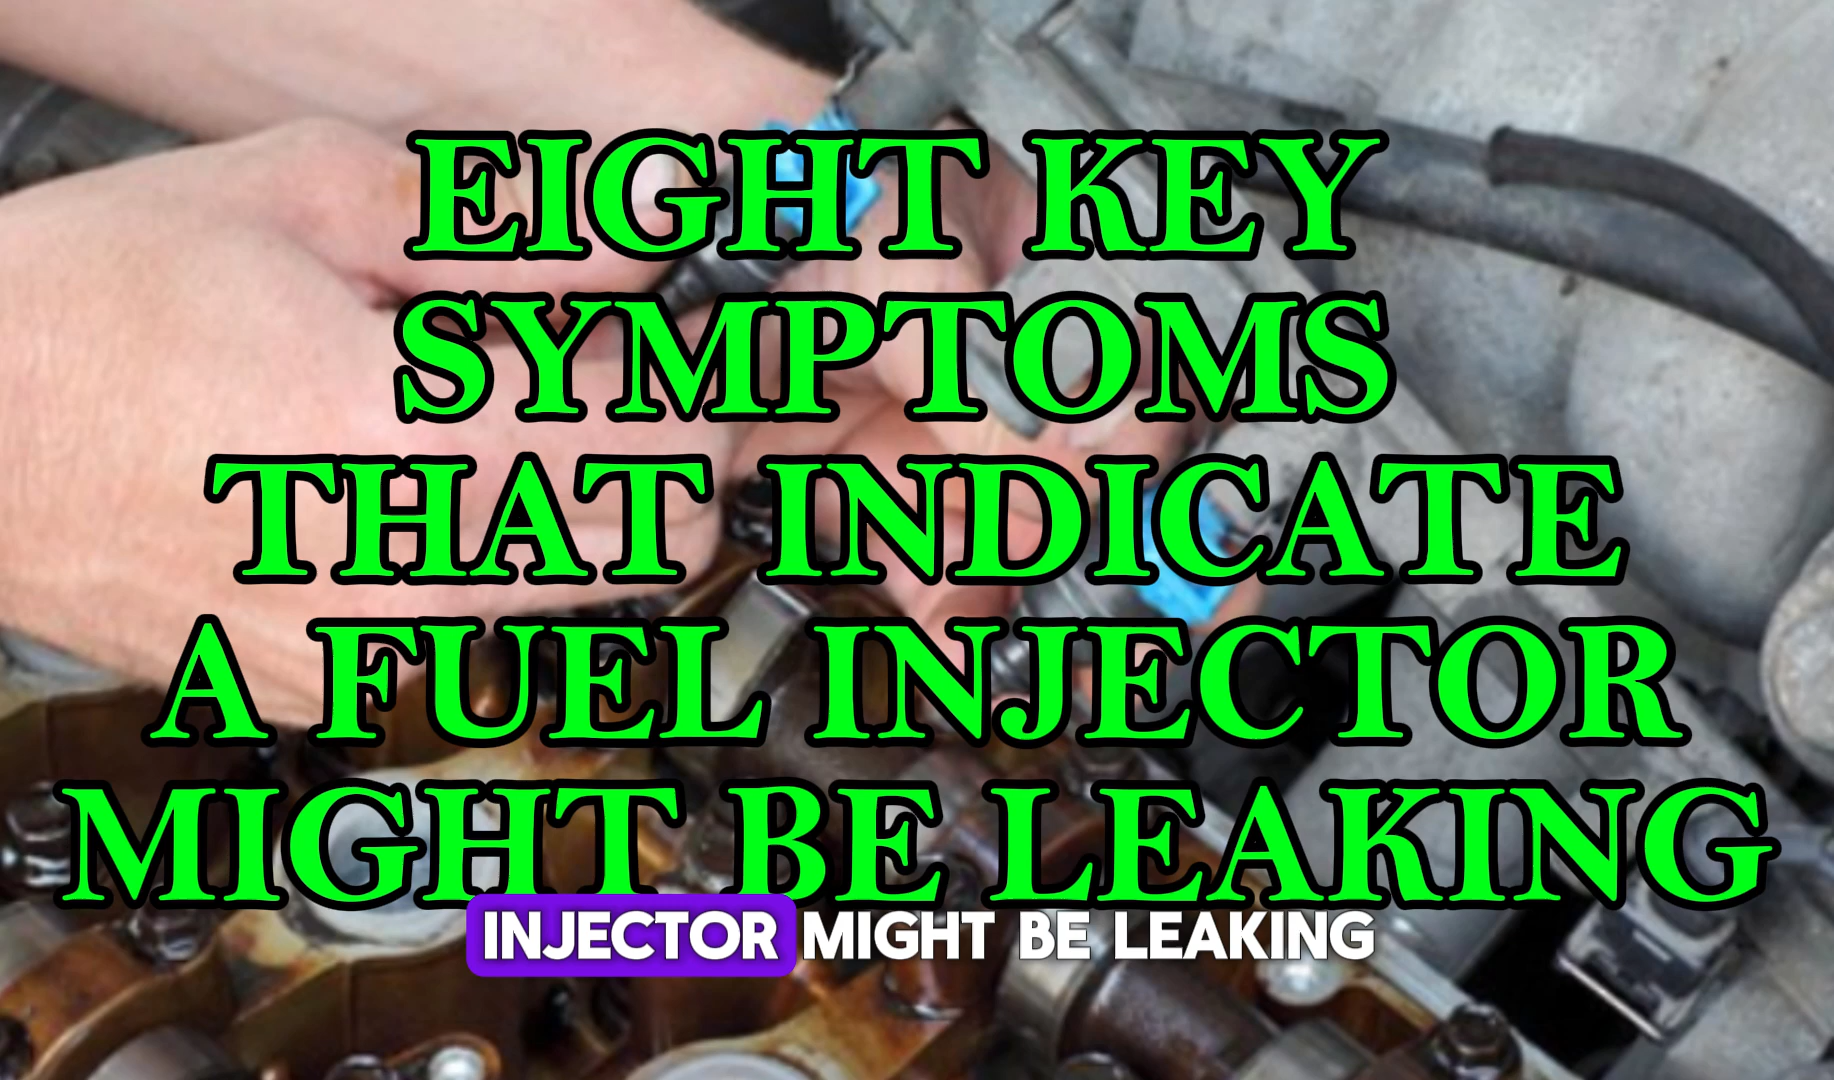 EIGHT KEY
SYMPTOMS
THAT INDICATE
A FUEL INJECTOR
MIGHT BE LEAKING
INJECTOR MIGHT BE LEAKING